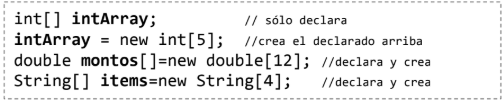 int[] intArray; // sólo declara
intArray = new int[5]; //crea el declarado arriba
double montos[]=new double[12]; //declara y crea
String[] items=new String[4]; //declara y crea